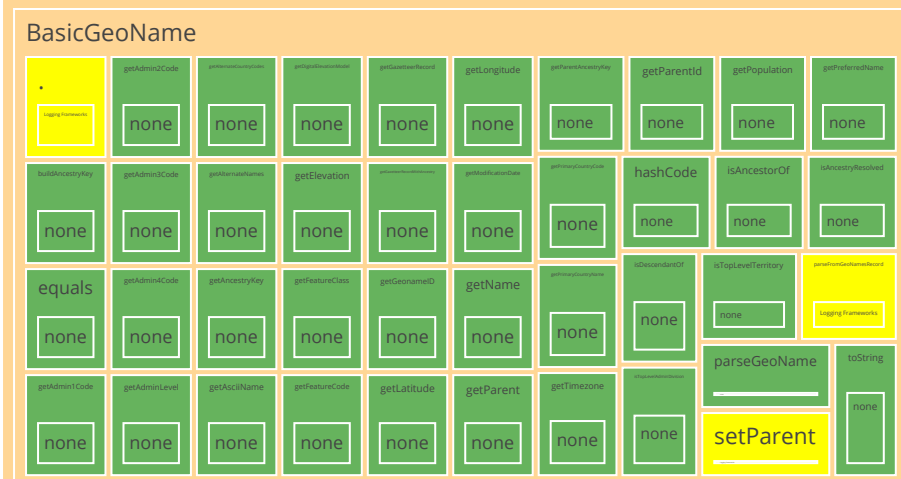 BasicGeoName
.
Logging Frameworks
getAdmin2Code
none
getAlternateCountryCodes
none
getDigitalElevationModel
none
getGazetteerRecord
none
getLongitude
none
getParentAncestryKey
none
getParentId
none
getPopulation
none
getPreferredName
none
buildAncestryKey
none
getAdmin3Code
none
getAlternateNames
none
getElevation
none
none
getModificationDate
none
getPrimaryCountryCode
none
hashCode
none
isAncestorOf
none
isAncestryResolved
none
equals
none
getAdmin4Code
none
getAncestryKey
none
getFeatureClass
none
getGeonameID
none
getName
none
getPrimaryCountryName
none
isDescendantOf
none
isTopLevelTerritory
none
parseFromGeoNamesRecord
Logging Frameworks
getAdmin1Code
none
getAdminLevel
none
getAsciiName
none
getFeatureCode
none
getLatitude
none
getParent
none
getTimezone
none
none
parseGeoName
setParent
toString
none